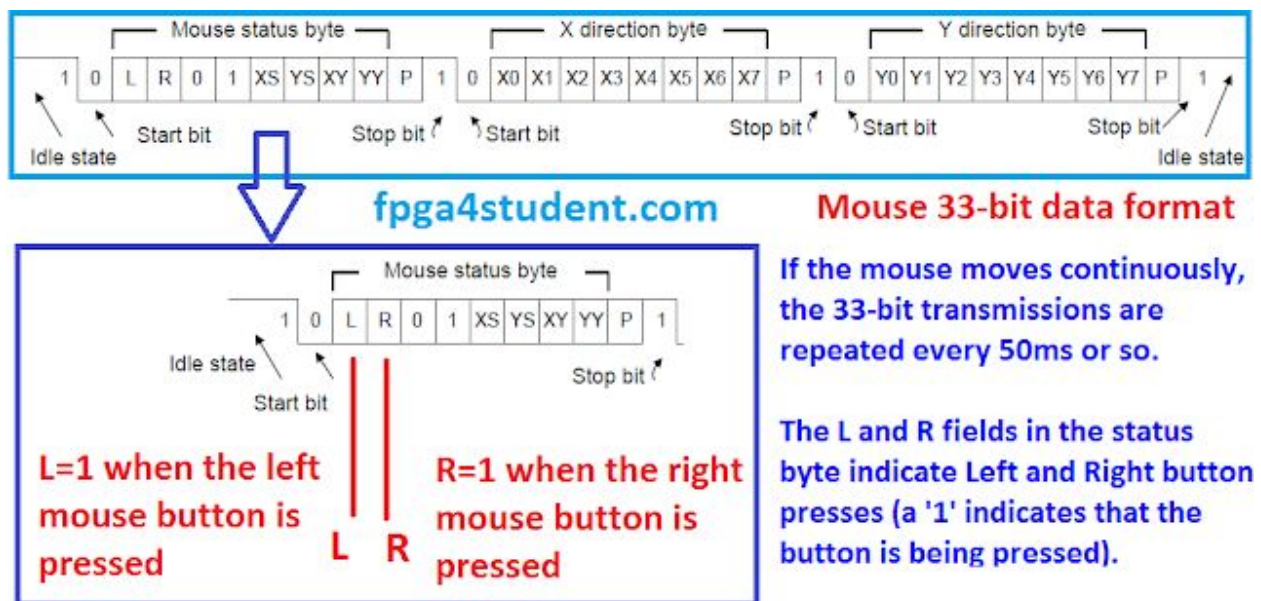 Mouse status byte X direction byte Y direction byte
1 0 L R 0 1 XS YS XY YY P 1 0 X0 X1 X2 X3 X4 X5 X6 X7 P 1 0 Y0 Y1 Y2 Y3 Y4 Y5 Y6 Y7 P 1
Start bit Stop bit Start bit Stop bit Start bit Stop bit
Idle state Idle state
fpga4student.com Mouse 33-bit data format
Mouse status byte
1 0 L R 0 1 XS YS XY YY P 1
Idle state Stop bit
Start bit
L=1 when the left
mouse button is
pressed
L R
R=1 when the right
mouse button is
pressed
If the mouse moves continuously,
the 33-bit transmissions are
repeated every 50ms or so.
The L and R fields in the status
byte indicate Left and Right button
presses (a '1' indicates that the
button is being pressed).